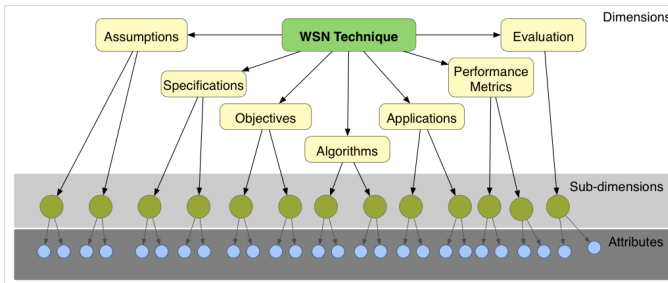 Dimensions
Assumptions
WSN Technique
Evaluation
Specifications
Performance
Metrics
Objectives
Applications
Algorithms
Sub-dimensions
Attributes